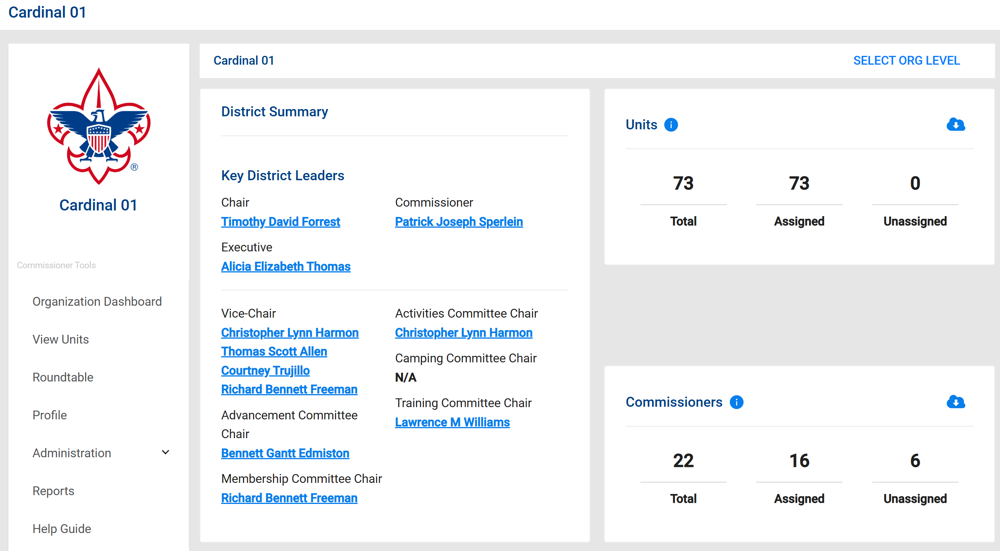 Cardinal 01
®
Cardinal 01
Commissioner Tools
Organization Dashboard
View Units
Roundtable
Profile
Administration
Reports
Help Guide
Cardinal 01
SELECT ORG LEVEL
District Summary
Key District Leaders
Chair
Timothy David Forrest
Commissioner
Patrick Joseph Sperlein
Executive
Alicia Elizabeth Thomas
Vice-Chair
Christopher Lynn Harmon
Thomas Scott Allen
Courtney Trujillo
Richard Bennett Freeman
Advancement Committee
Chair
Bennett Gantt Edmiston
Membership Committee Chair
Richard Bennett Freeman
Activities Committee Chair
Christopher Lynn Harmon
Camping Committee Chair
N/A
Training Committee Chair
Lawrence M Williams
Units i
73 73 0
Total Assigned Unassigned
Commissioners i
22 16 6
Total Assigned Unassigned